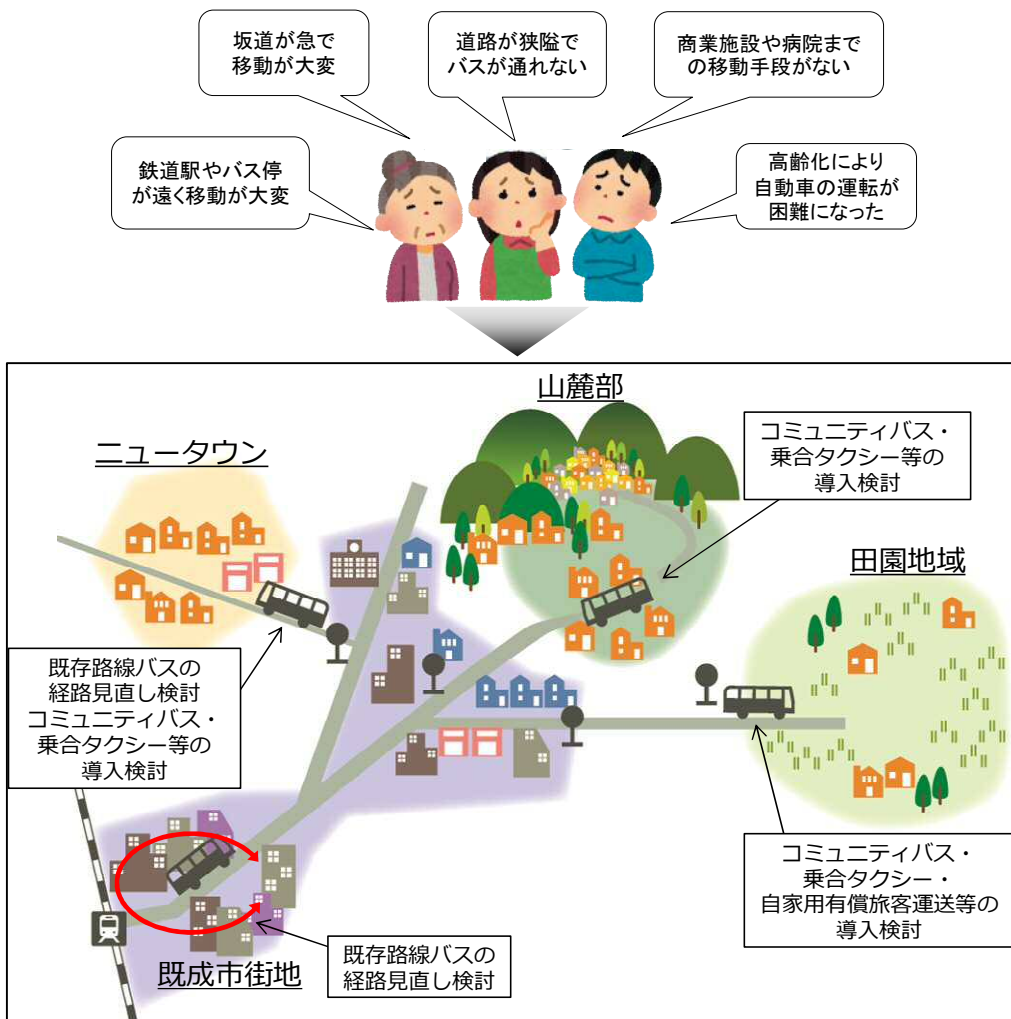 坂道が急で
移動が大変
道路が狭隘で
バスが通れない
商業施設や病院まで
の移動手段がない
鉄道駅やバス停
が遠く移動が大変
高齢化により
自動車の運転が
困難になった
山麓部
コミュニティバス・
乗合タクシー等の
導入検討
ニュータウン
田園地域
既存路線バスの
経路見直し検討
コミュニティバス・
乗合タクシー等の
導入検討
コミュニティバス・
乗合タクシー・
自家用有償旅客運送等の
導入検討
既存路線バスの
経路見直し検討
既成市街地